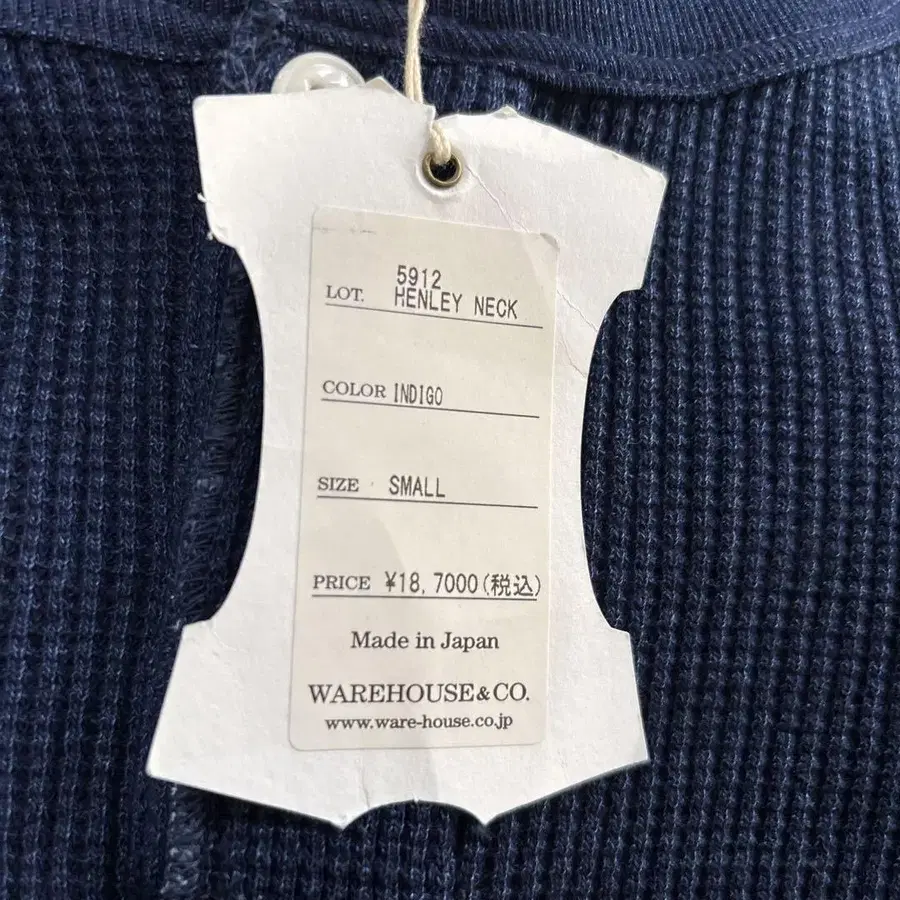 5912
LOT. HENLEY NECK
COLOR INDIGO
SIZE SMALL
PRICE ¥18,7000(税込)
Made in Japan
WAREHOUSE&CO.
www.ware-house.co.jp